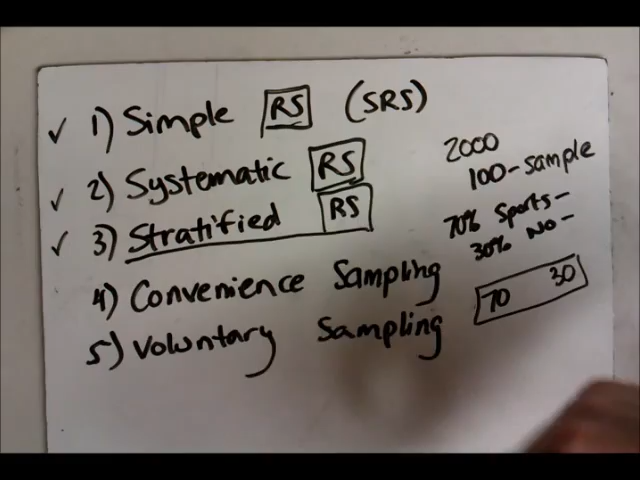 ✓ 1) Simple RS (SRS)
✓ 2) Systematic RS
✓ 3) Stratified RS
4) Convenience Sampling
5) Voluntary Sampling
2000
100-sample
70% Sports-
30% No-
70 30